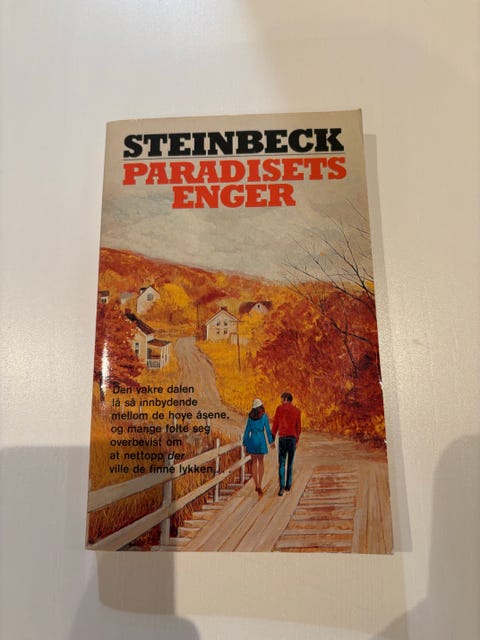 STEINBECK
PARADISETS
ENGER
Den vakre dalen
lå så innbydende
mellom de høye åsene,
og mange følte seg
overbevist om
at nettopp der
ville de finne lykken...